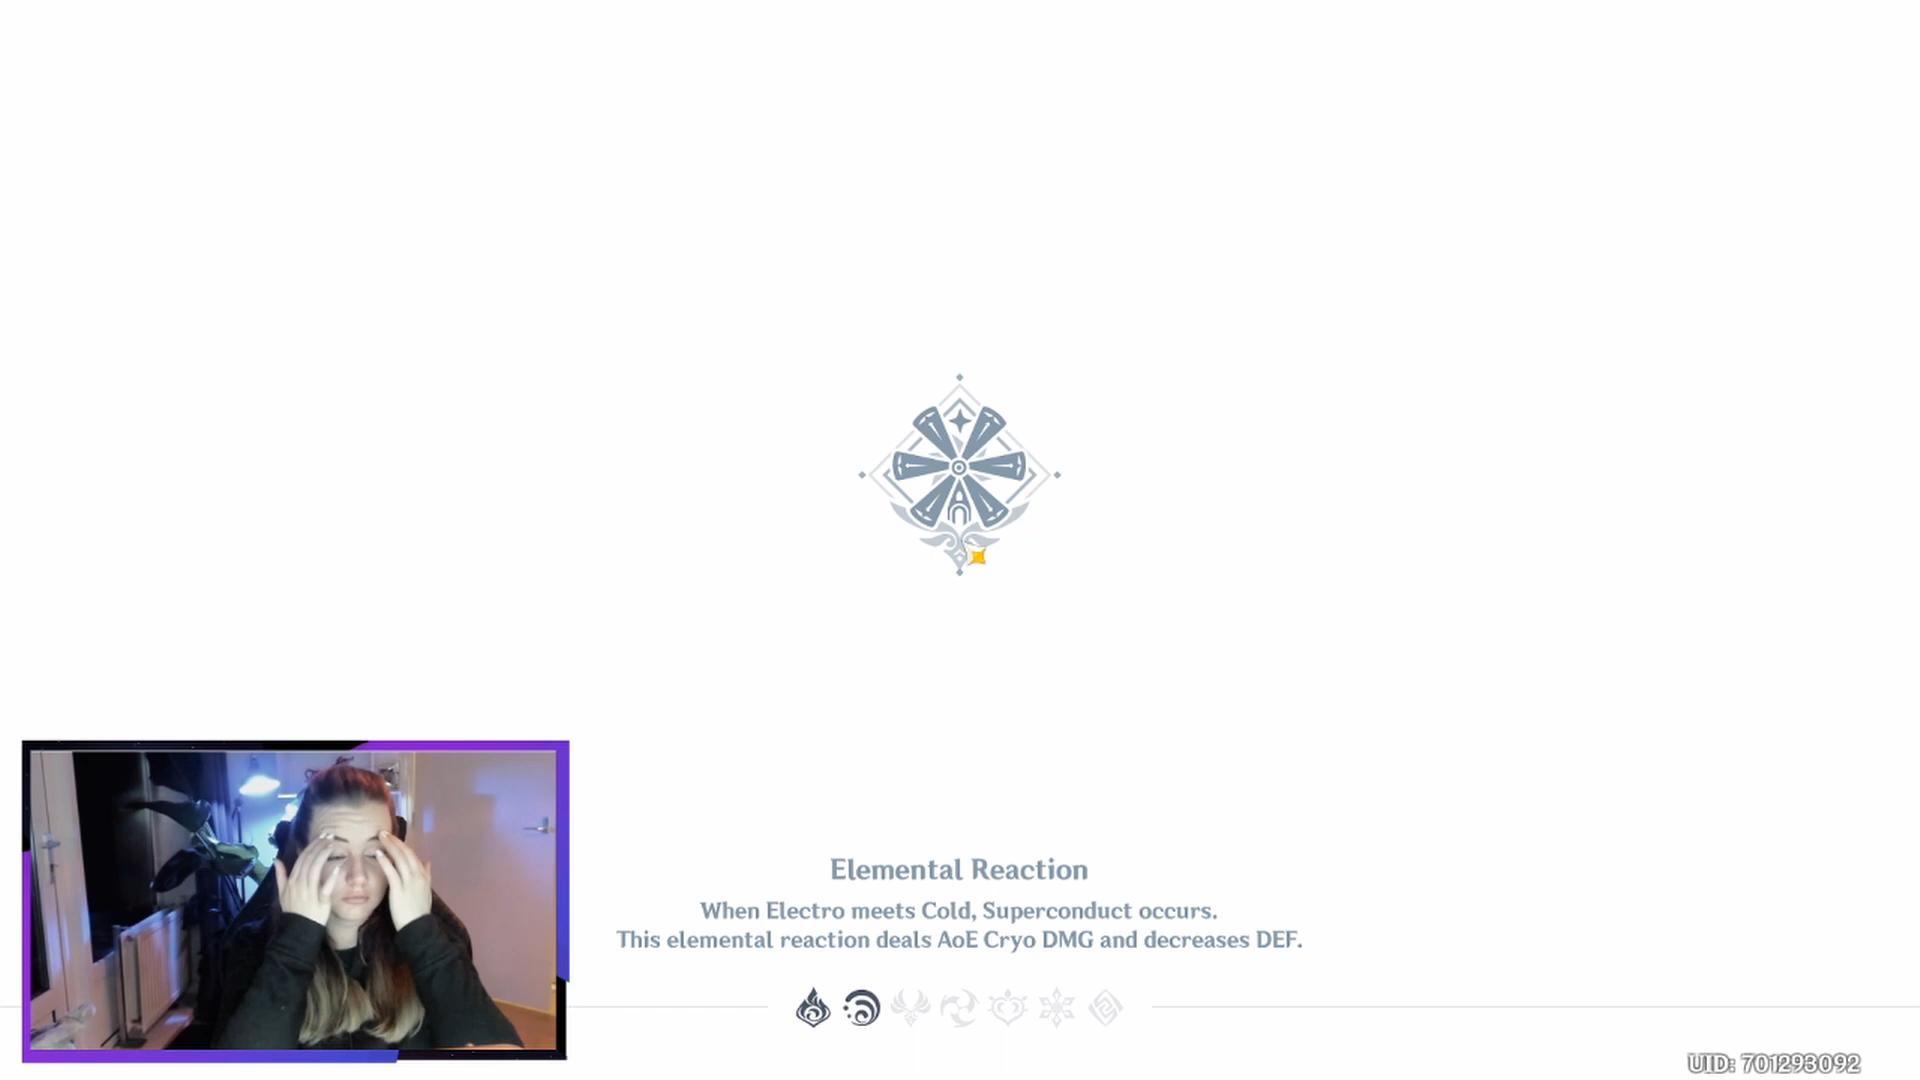 Elemental Reaction
When Electro meets Cold, Superconduct occurs.
This elemental reaction deals AoE Cryo DMG and decreases DEF.
UID: 701293092